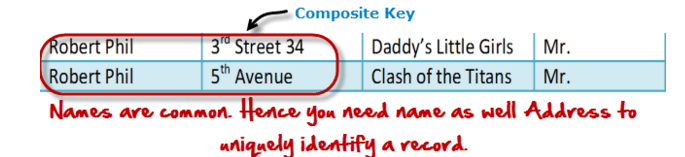 Composite Key
Robert Phil 3rd Street 34 Daddy's Little Girls Mr.
Robert Phil 5th Avenue Clash of the Titans Mr.
Names are common. Hence you need name as well Address to
uniquely identify a record.